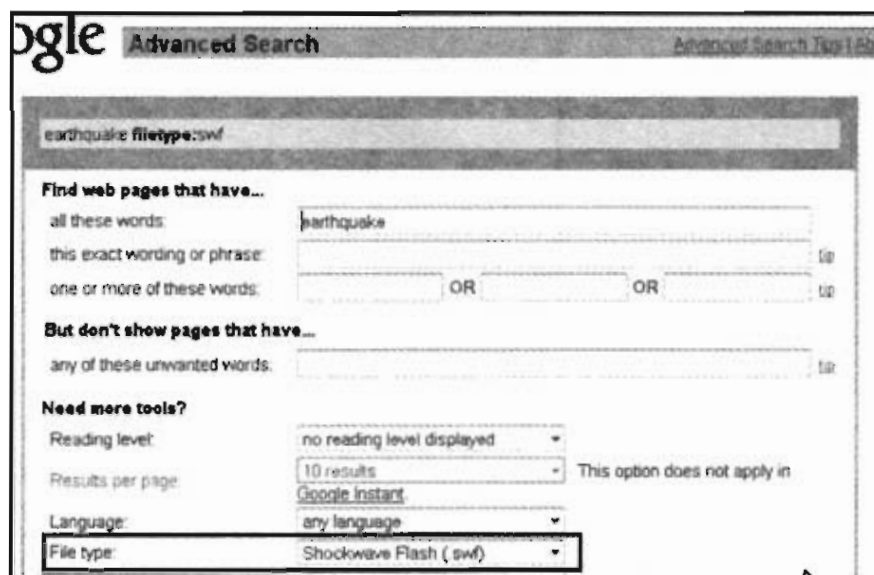 ogle Advanced Search Advanced Search Tips | Ab
earthquake filetype:swf
Find web pages that have...
all these words: earthquake
this exact wording or phrase: tip
one or more of these words: OR OR tip
But don't show pages that have...
any of these unwanted words: tip
Need more tools?
Reading level: no reading level displayed
Results per page: 10 results This option does not apply in
Google Instant.
Language: any language
File type: Shockwave Flash (.swf)